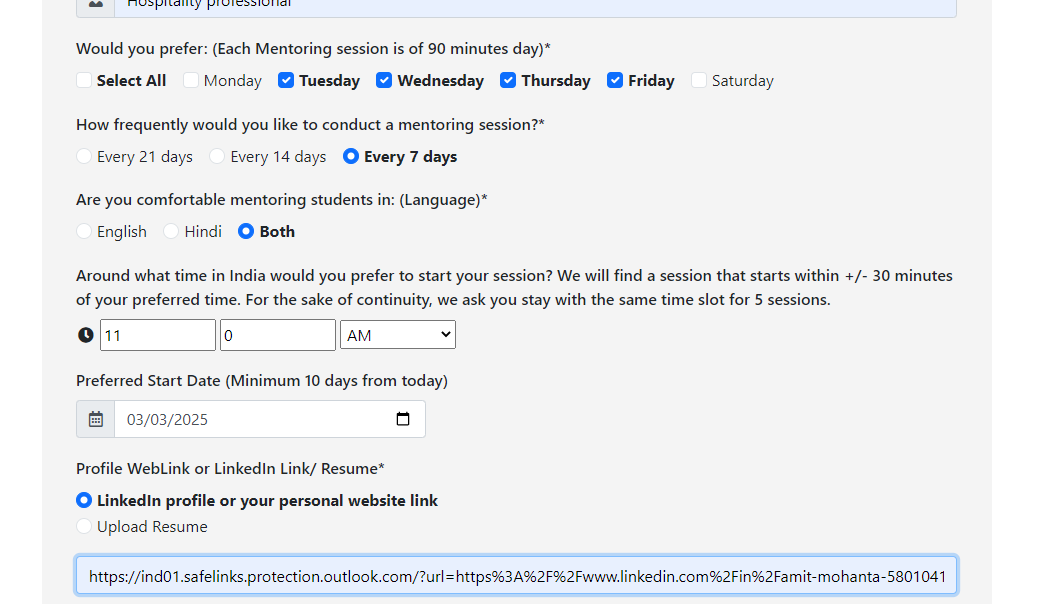 Hospitality professional
Would you prefer: (Each Mentoring session is of 90 minutes day)*
Select All Monday Tuesday Wednesday Thursday Friday Saturday
How frequently would you like to conduct a mentoring session?*
Every 21 days Every 14 days Every 7 days
Are you comfortable mentoring students in: (Language)*
English Hindi Both
Around what time in India would you prefer to start your session? We will find a session that starts within +/- 30 minutes
of your preferred time. For the sake of continuity, we ask you stay with the same time slot for 5 sessions.
11 0 AM
Preferred Start Date (Minimum 10 days from today)
03/03/2025
Profile WebLink or LinkedIn Link/ Resume*
LinkedIn profile or your personal website link
Upload Resume
https://ind01.safelinks.protection.outlook.com/?url=https%3A%2F%2Fwww.linkedin.com%2Fin%2Famit-mohanta-5801041